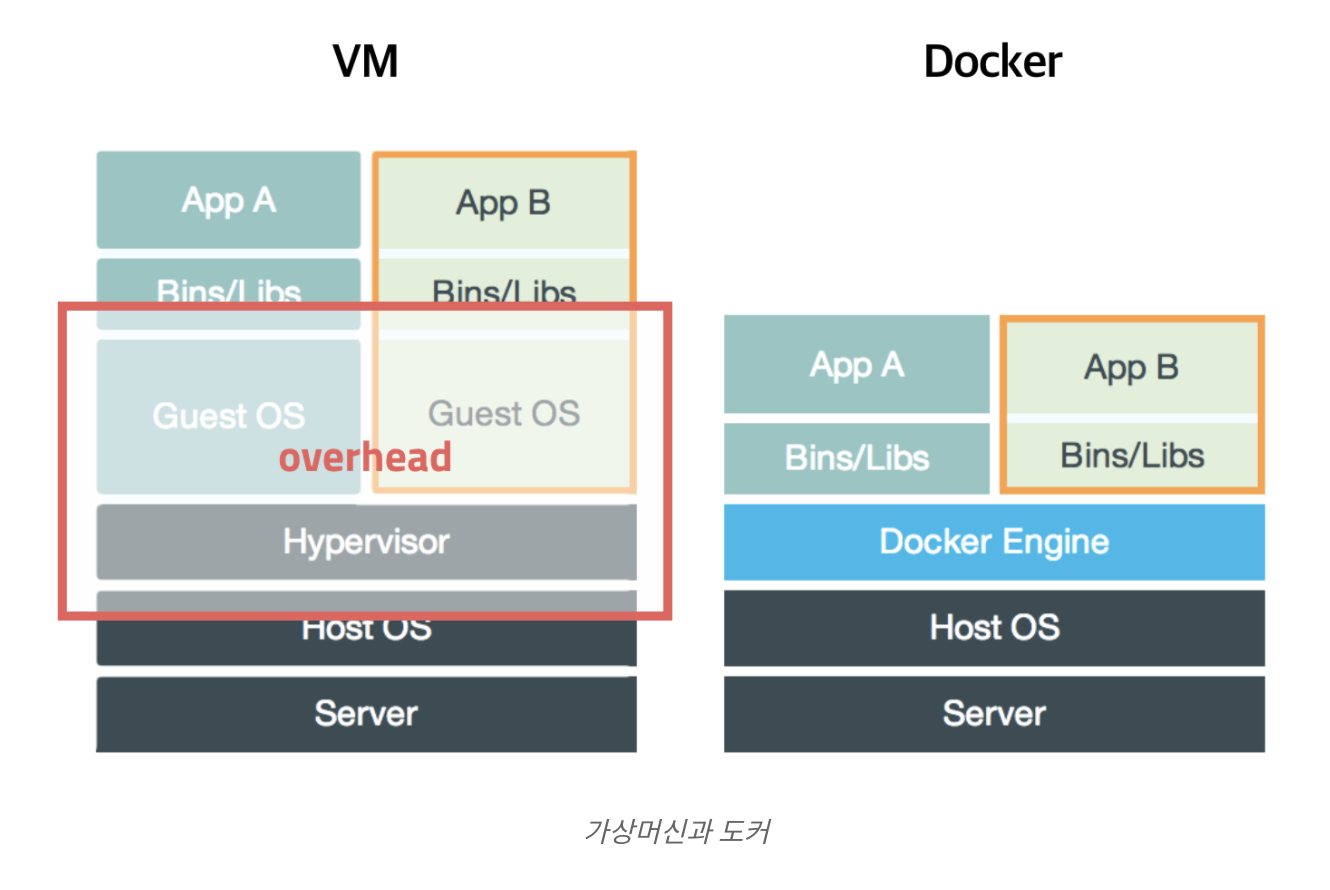 VM
Docker
App A
App B
Bins/Libs
Bins/Libs
Guest OS
Guest OS
overhead
Hypervisor
Host OS
Server
App A
App B
Bins/Libs
Bins/Libs
Docker Engine
Host OS
Server
가상머신과 도커